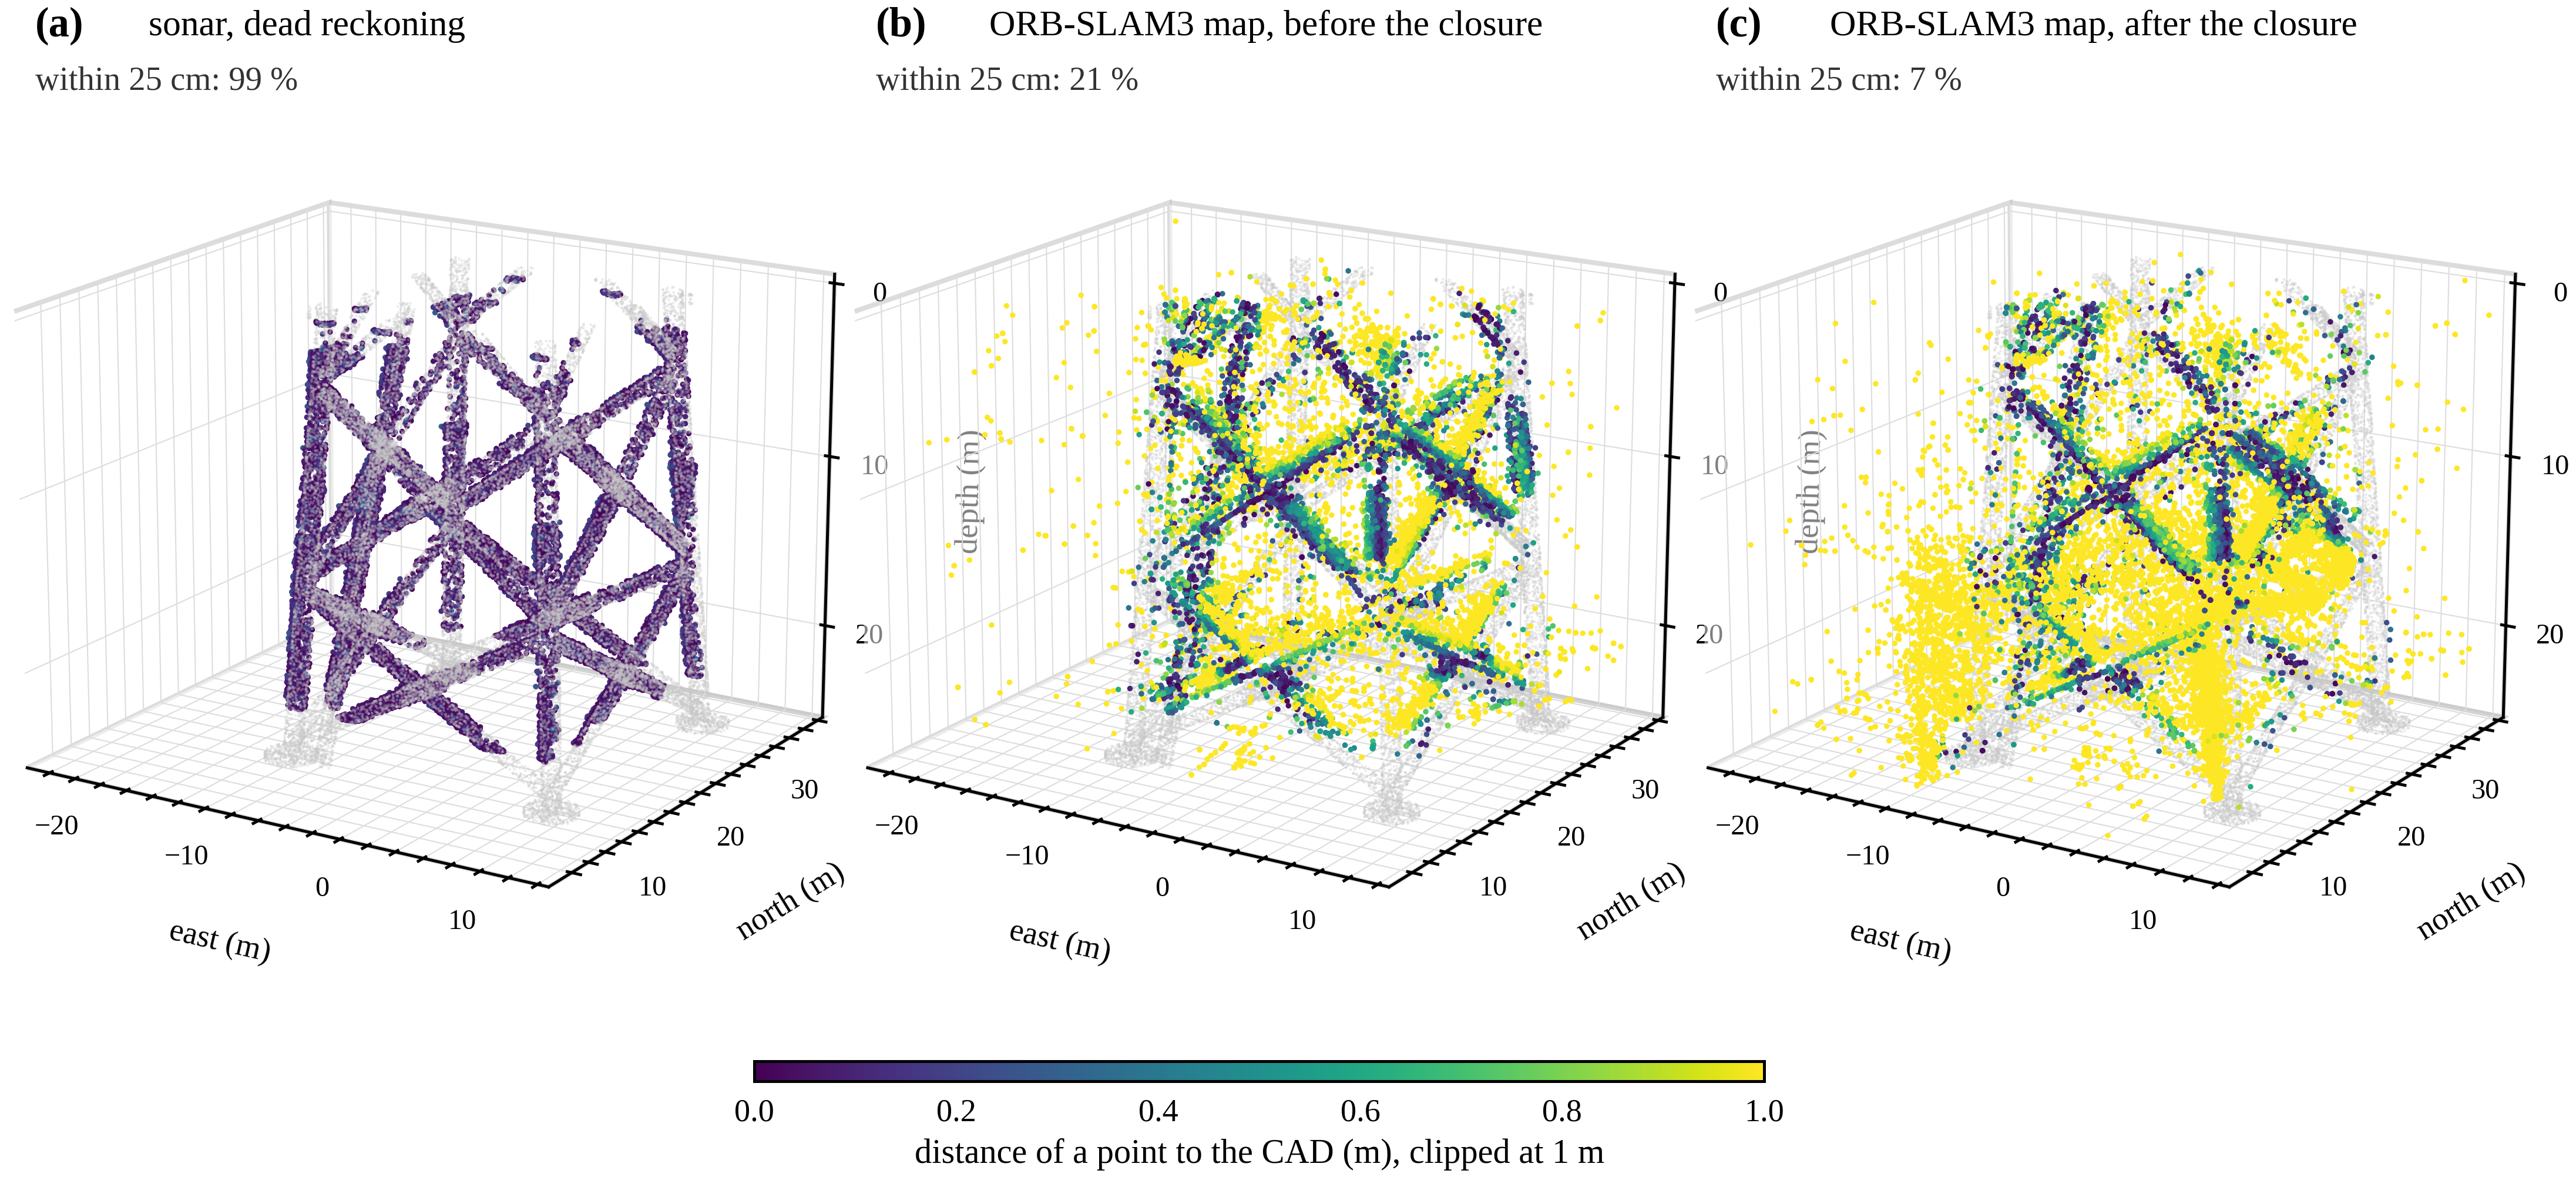 (a) sonar, dead reckoning
within 25 cm: 99 %
(b) ORB-SLAM3 map, before the closure
within 25 cm: 21 %
(c) ORB-SLAM3 map, after the closure
within 25 cm: 7 %
0
10
20
depth (m)
−20
−10
0
10
east (m)
10
20
30
north (m)
0
10
20
depth (m)
−20
−10
0
10
east (m)
10
20
30
north (m)
0
10
20
−20
−10
0
10
east (m)
10
20
30
north (m)
0.0 0.2 0.4 0.6 0.8 1.0
distance of a point to the CAD (m), clipped at 1 m